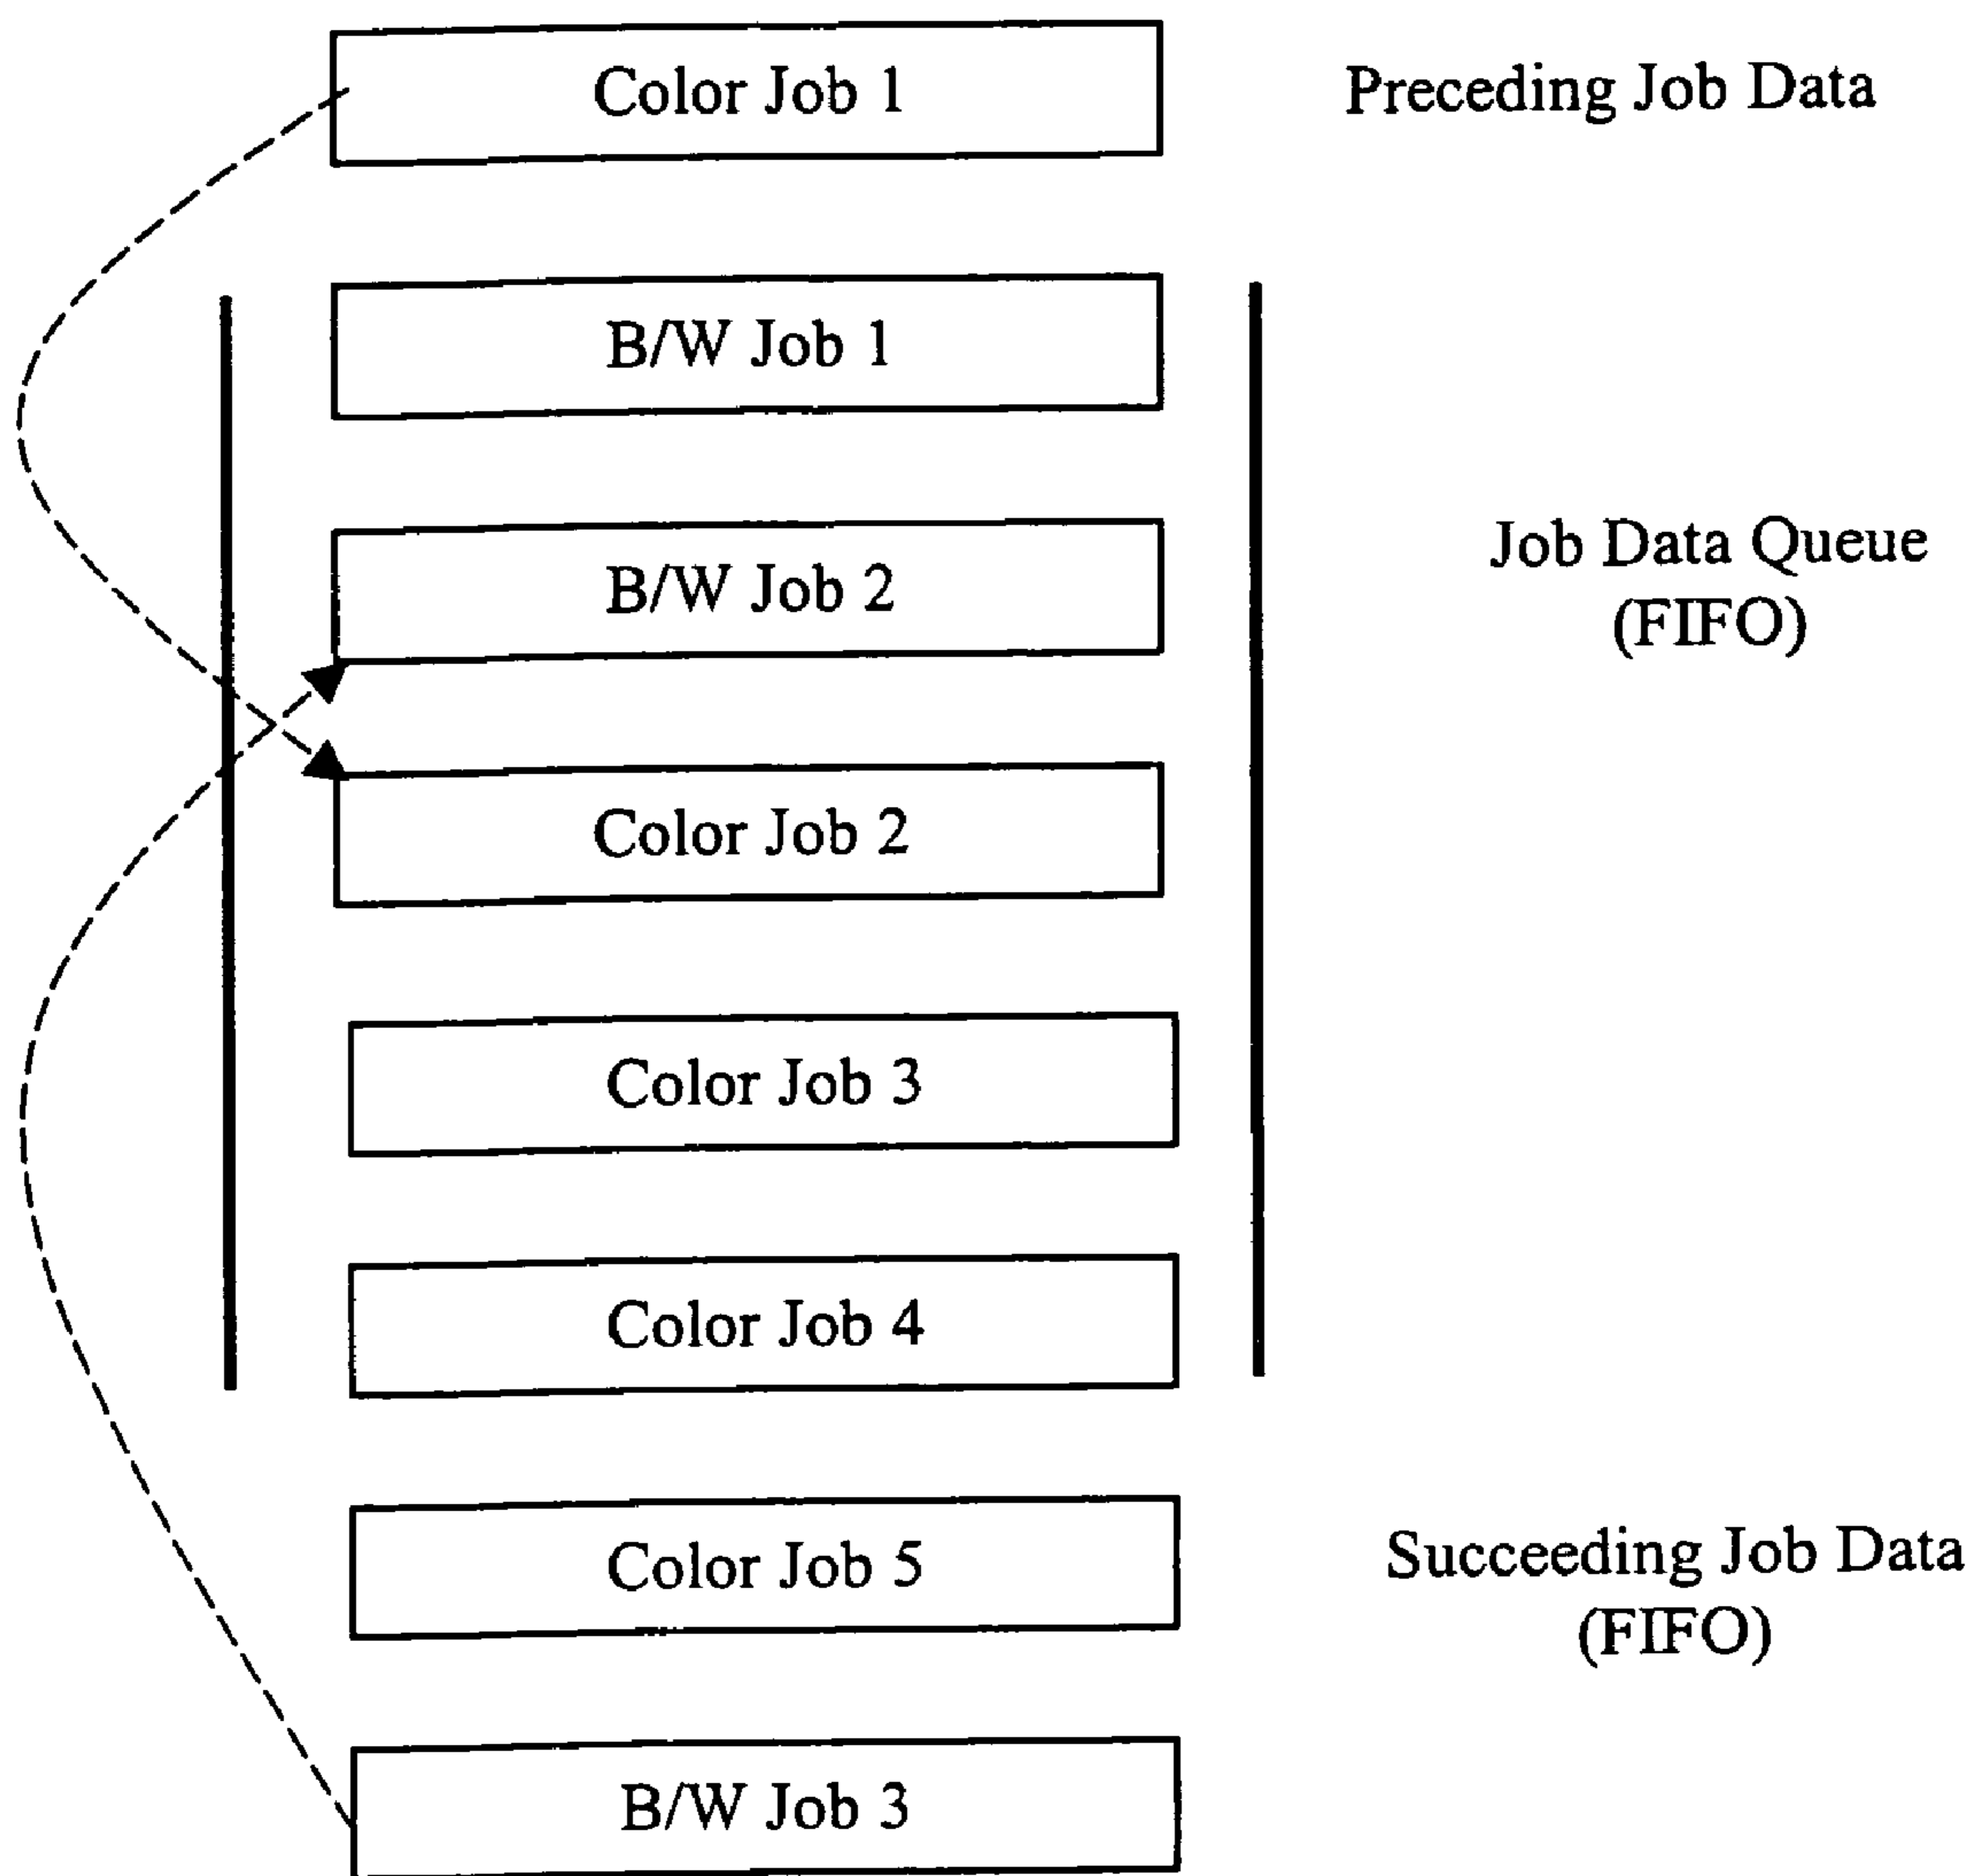 Color Job 1
Preceding Job Data
B/W Job 1
B/W Job 2
Job Data Queue
(FIFO)
Color Job 2
Color Job 3
Color Job 4
Color Job 5
Succeeding Job Data
(FIFO)
B/W Job 3